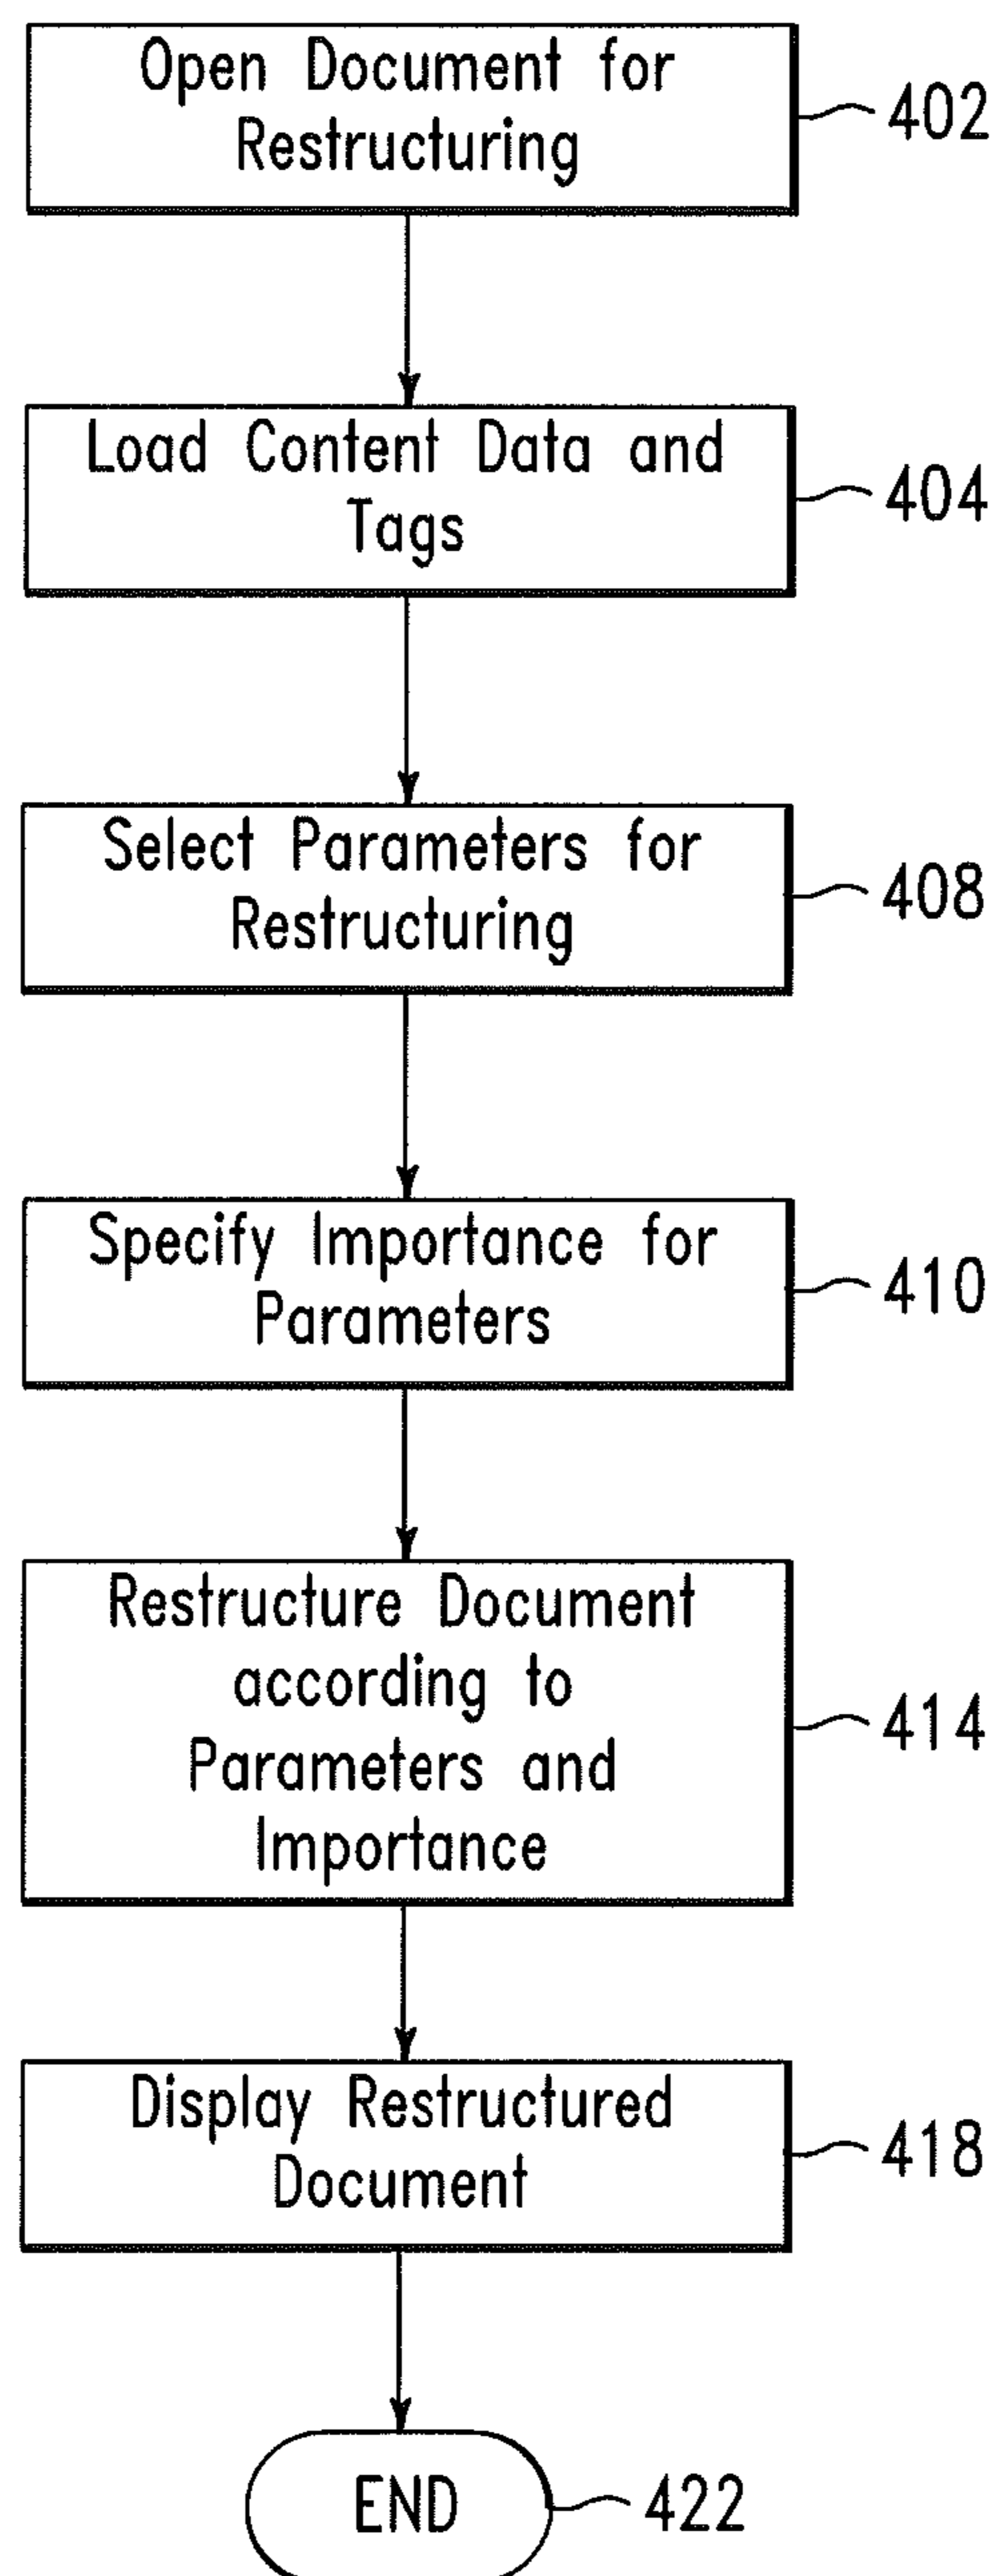 Open Document for
Restructuring
402
Load Content Data and
Tags
404
Select Parameters for
Restructuring
408
Specify Importance for
Parameters
410
Restructure Document
according to
Parameters and
Importance
414
Display Restructured
Document
418
END
422